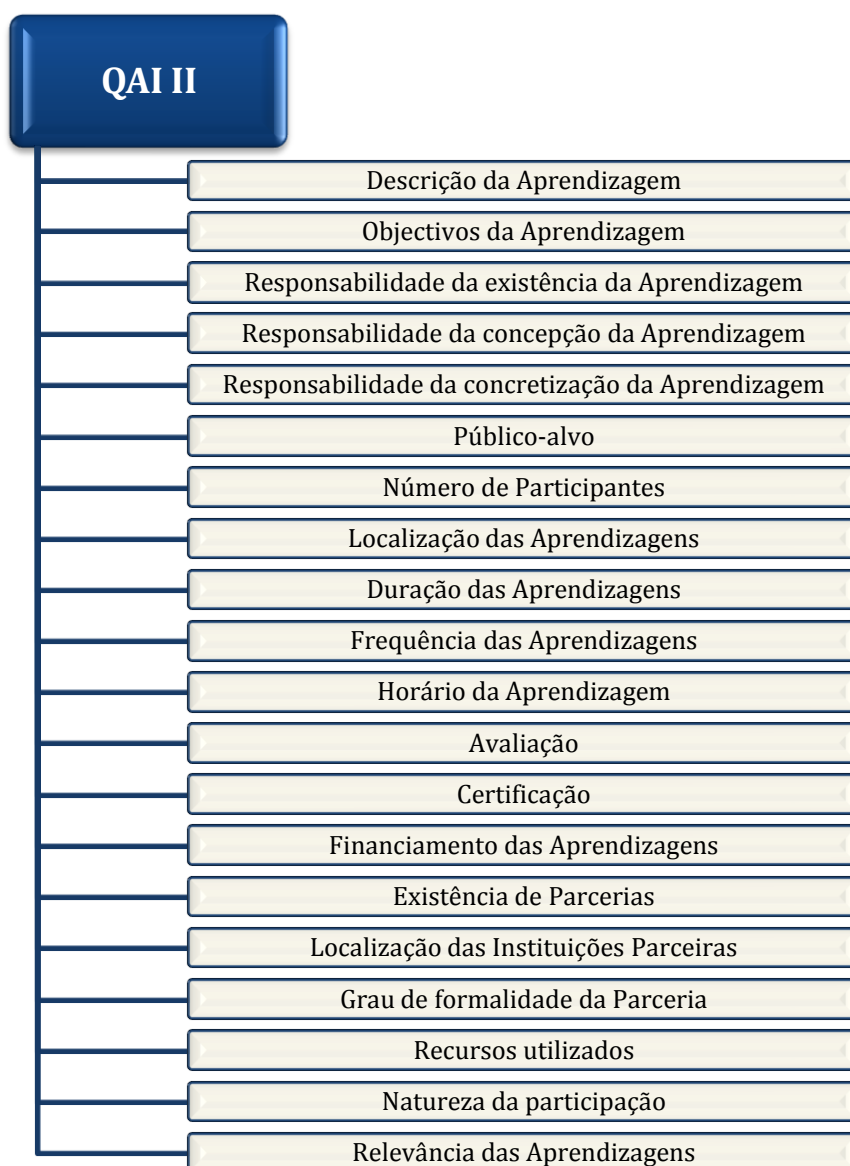 QAI II
Descrição da Aprendizagem
Objectivos da Aprendizagem
Responsabilidade da existência da Aprendizagem
Responsabilidade da concepção da Aprendizagem
Responsabilidade da concretização da Aprendizagem
Público-alvo
Número de Participantes
Localização das Aprendizagens
Duração das Aprendizagens
Frequência das Aprendizagens
Horário da Aprendizagem
Avaliação
Certificação
Financiamento das Aprendizagens
Existência de Parcerias
Localização das Instituições Parceiras
Grau de formalidade da Parceria
Recursos utilizados
Natureza da participação
Relevância das Aprendizagens